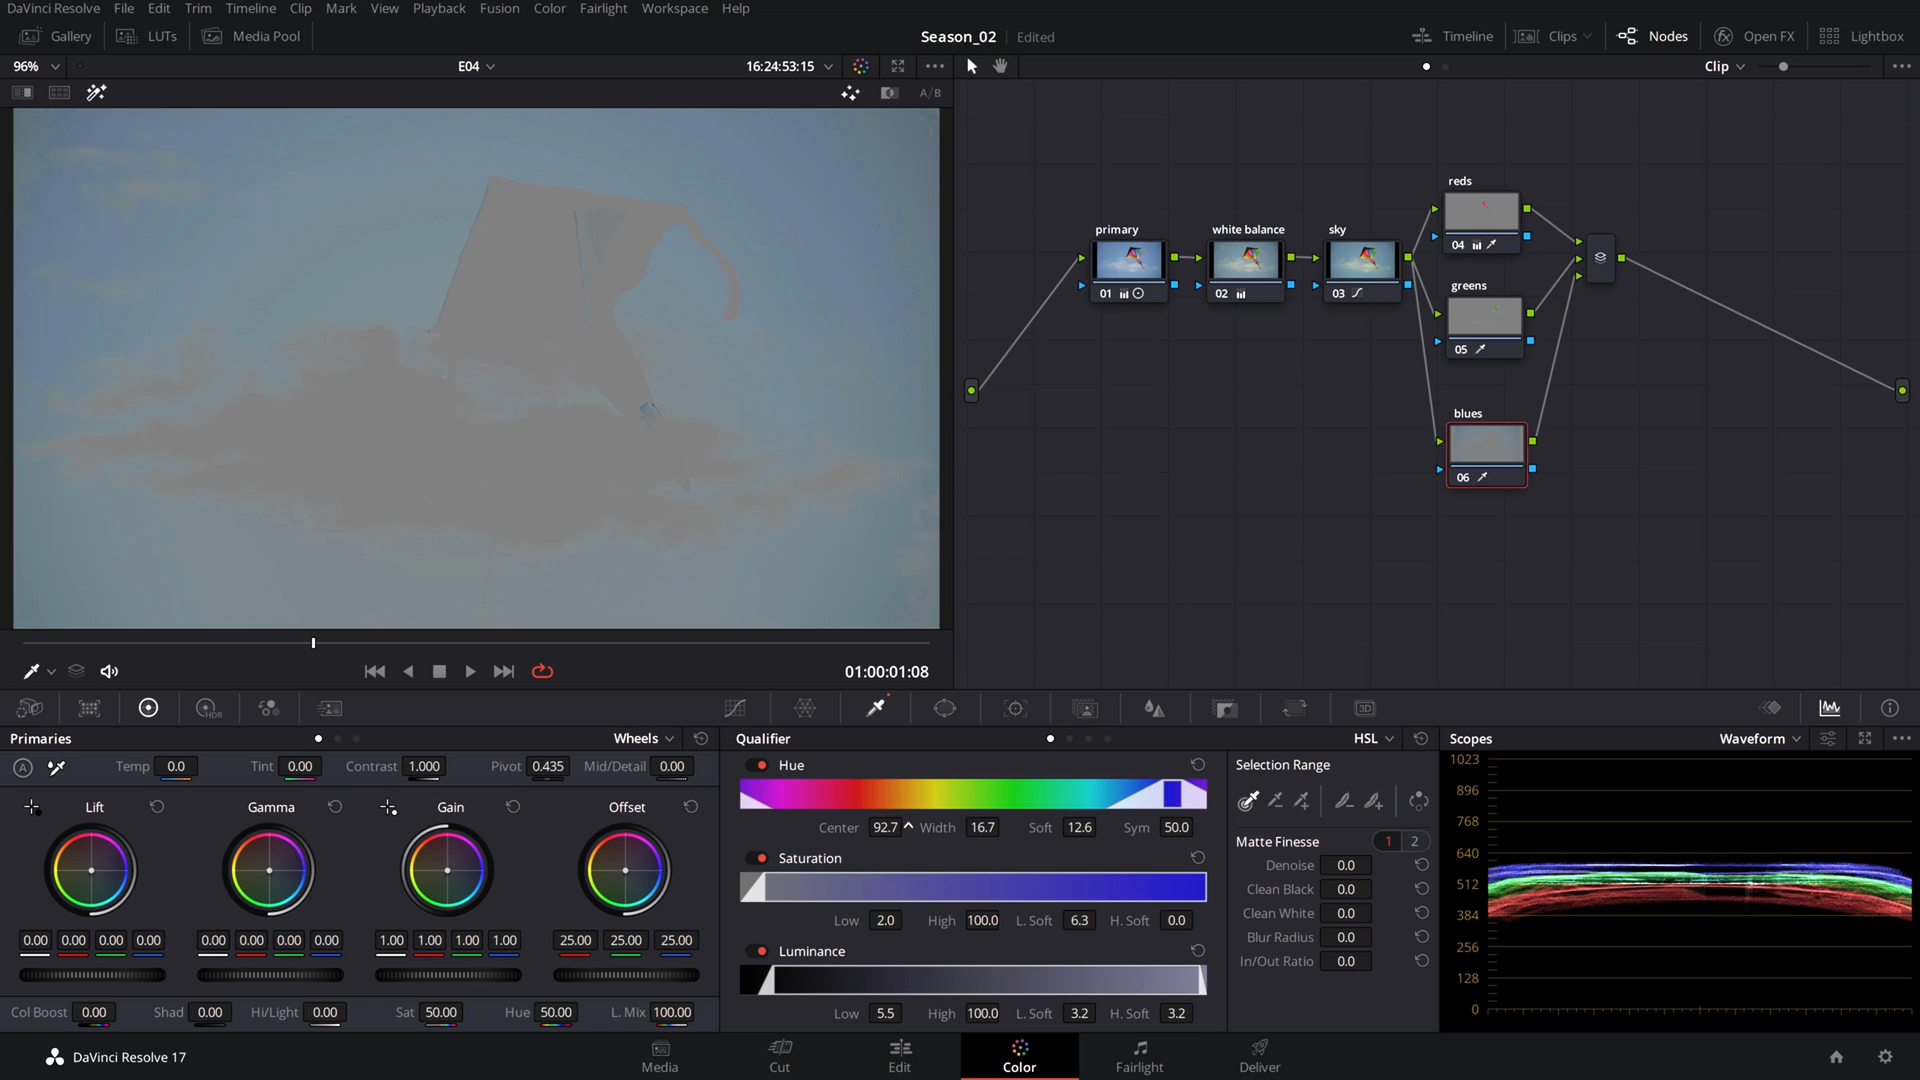 DaVinci Resolve File Edit Trim Timeline Clip Mark View Playback Fusion Color Fairlight Workspace Help
Gallery LUTs Media Pool Season_02 Edited Timeline Clips Nodes Open FX Lightbox
96% E04 16:24:53:15 Clip
A/B
reds
primary white balance sky
04
01 02 03
greens
05
blues
06
01:00:01:08
HDR 3D
Primaries Wheels Qualifier HSL Scopes Waveform
A Temp 0.0 Tint 0.00 Contrast 1.000 Pivot 0.435 Mid/Detail 0.00
Lift Gamma Gain Offset
0.00 0.00 0.00 0.00 0.00 0.00 0.00 0.00 1.00 1.00 1.00 1.00 25.00 25.00 25.00
Col Boost 0.00 Shad 0.00 Hi/Light 0.00 Sat 50.00 Hue 50.00 L. Mix 100.00
Hue
Center 92.7 Width 16.7 Soft 12.6 Sym 50.0
Saturation
Low 2.0 High 100.0 L. Soft 6.3 H. Soft 0.0
Luminance
Low 5.5 High 100.0 L. Soft 3.2 H. Soft 3.2
Selection Range
Matte Finesse 1 2
Denoise 0.0
Clean Black 0.0
Clean White 0.0
Blur Radius 0.0
In/Out Ratio 0.0
1023
896
768
640
512
384
256
128
0
DaVinci Resolve 17 Media Cut Edit Color Fairlight Deliver